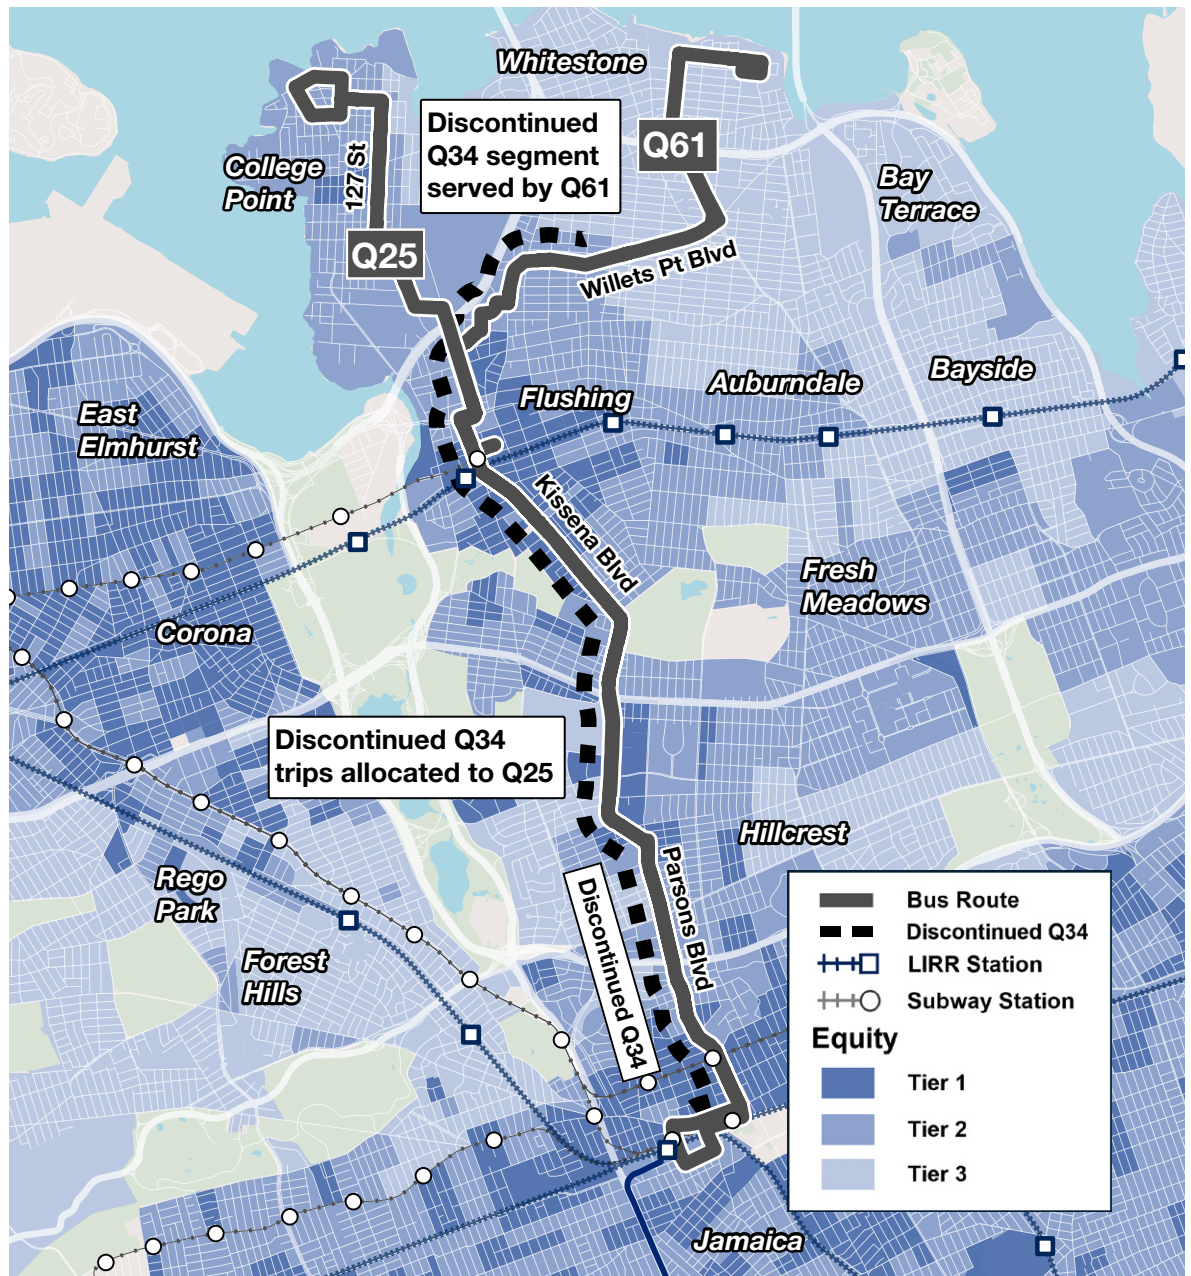 Whitestone
Discontinued
Q34 segment
served by Q61
Q61
College
Point
127 St
Bay
Terrace
Q25
Willets Pt Blvd
East
Elmhurst
Flushing
Auburndale
Bayside
Kissena Blvd
Fresh
Meadows
Corona
Discontinued Q34
trips allocated to Q25
Hillcrest
Parsons Blvd
Rego
Park
Discontinued Q34
Forest
Hills
Bus Route
Discontinued Q34
LIRR Station
Subway Station
Equity
Tier 1
Tier 2
Tier 3
Jamaica